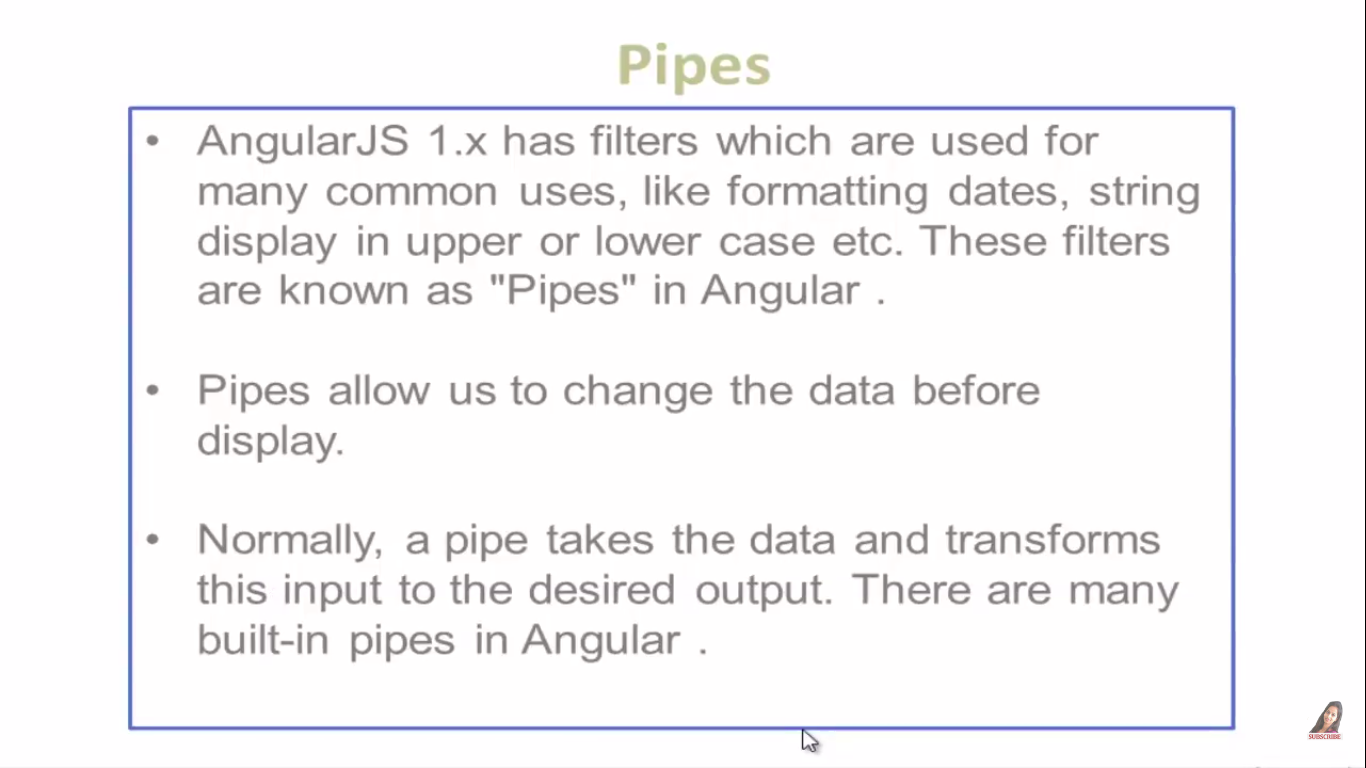 Pipes
• AngularJS 1.x has filters which are used for
many common uses, like formatting dates, string
display in upper or lower case etc. These filters
are known as "Pipes" in Angular .
• Pipes allow us to change the data before
display.
• Normally, a pipe takes the data and transforms
this input to the desired output. There are many
built-in pipes in Angular .
SUBSCRIBE